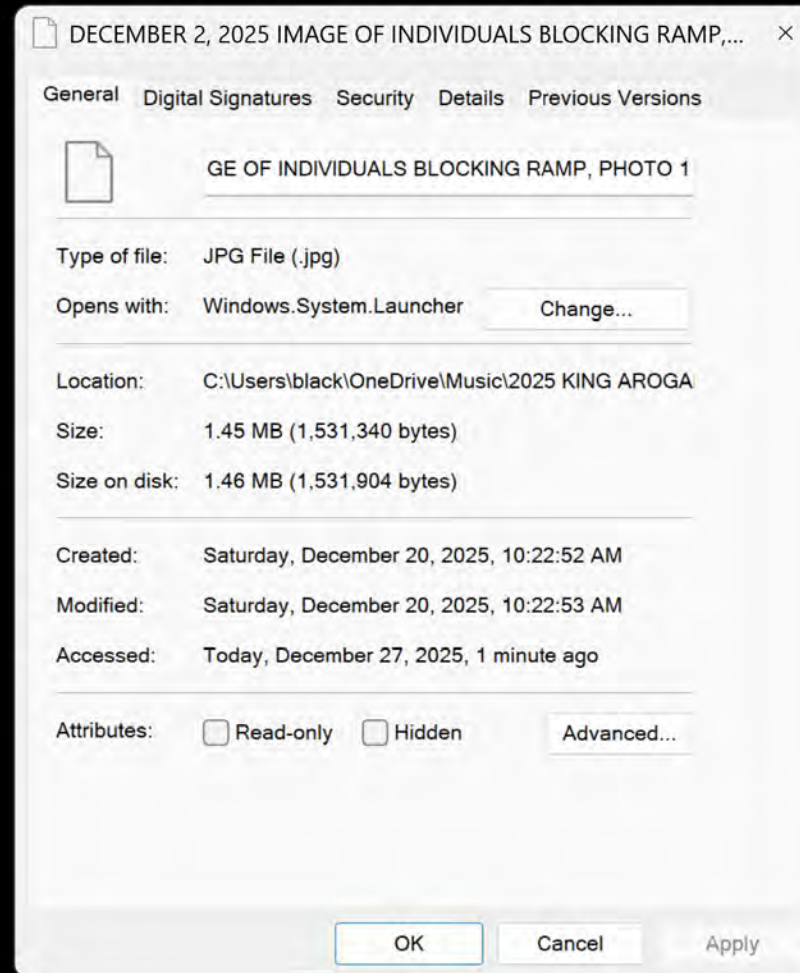 DECEMBER 2, 2025 IMAGE OF INDIVIDUALS BLOCKING RAMP,...
General Digital Signatures Security Details Previous Versions
GE OF INDIVIDUALS BLOCKING RAMP, PHOTO 1
Type of file: JPG File (.jpg)
Opens with: Windows.System.Launcher Change...
Location: C:\Users\black\OneDrive\Music\2025 KING AROGA
Size: 1.45 MB (1,531,340 bytes)
Size on disk: 1.46 MB (1,531,904 bytes)
Created: Saturday, December 20, 2025, 10:22:52 AM
Modified: Saturday, December 20, 2025, 10:22:53 AM
Accessed: Today, December 27, 2025, 1 minute ago
Attributes: Read-only Hidden Advanced...
OK Cancel Apply